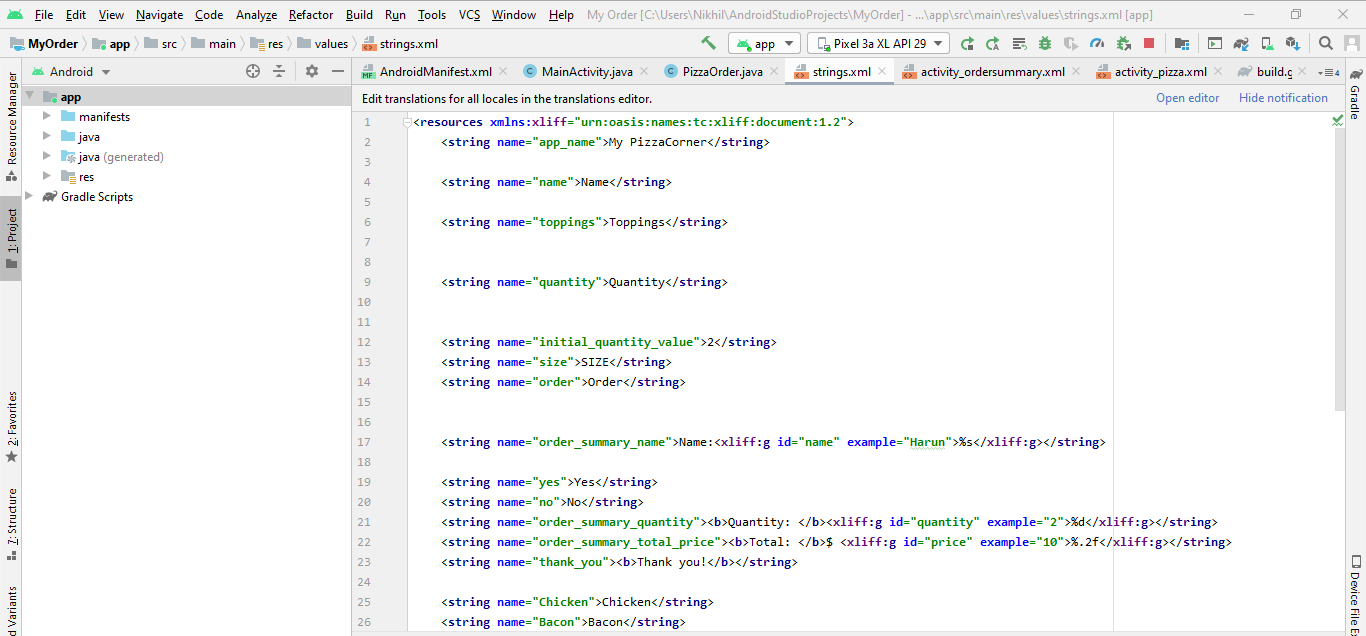 File Edit View Navigate Code Analyze Refactor Build Run Tools VCS Window Help My Order [C:\Users\Nikhil\AndroidStudioProjects\MyOrder] - ...\app\src\main\res\values\strings.xml [app]
MyOrder app src main res values strings.xml app Pixel 3a XL API 29
Android AndroidManifest.xml MainActivity.java PizzaOrder.java strings.xml activity_ordersummary.xml activity_pizza.xml build.g 4
Resource Manager
1: Project
2: Favorites
7: Structure
d Variants
app
manifests
java
java (generated)
res
Gradle Scripts
Edit translations for all locales in the translations editor. Open editor Hide notification
1 <resources xmlns:xliff="urn:oasis:names:tc:xliff:document:1.2">
2 <string name="app_name">My PizzaCorner</string>
3
4 <string name="name">Name</string>
5
6 <string name="toppings">Toppings</string>
7
8
9 <string name="quantity">Quantity</string>
10
11
12 <string name="initial_quantity_value">2</string>
13 <string name="size">SIZE</string>
14 <string name="order">Order</string>
15
16
17 <string name="order_summary_name">Name:<xliff:g id="name" example="Harun">%s</xliff:g></string>
18
19 <string name="yes">Yes</string>
20 <string name="no">No</string>
21 <string name="order_summary_quantity"><b>Quantity: </b><xliff:g id="quantity" example="2">%d</xliff:g></string>
22 <string name="order_summary_total_price"><b>Total: </b>$ <xliff:g id="price" example="10">%.2f</xliff:g></string>
23 <string name="thank_you"><b>Thank you!</b></string>
24
25 <string name="Chicken">Chicken</string>
26 <string name="Bacon">Bacon</string>
Gradle
Device File E